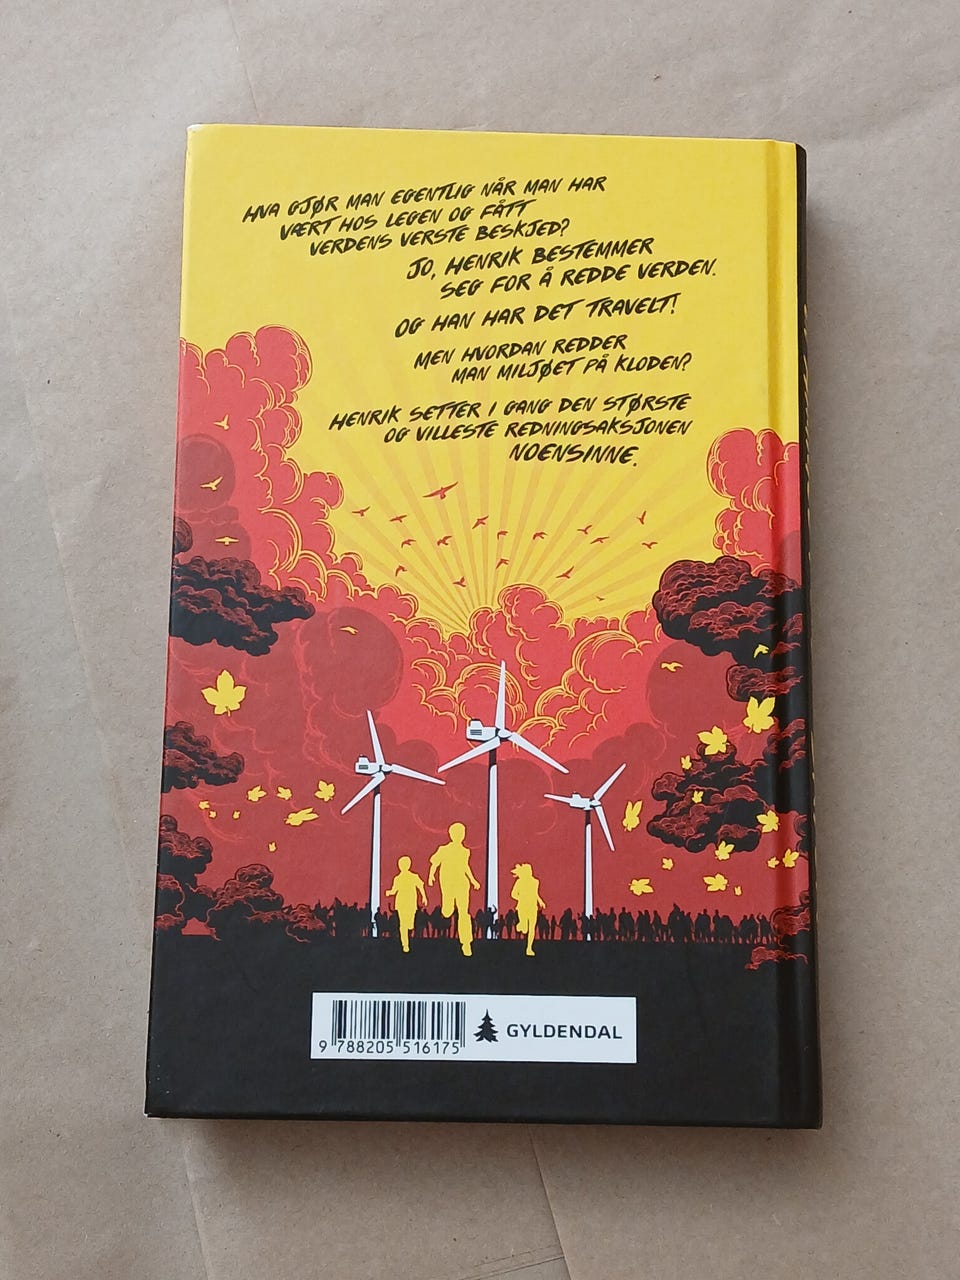 HVA GJØR MAN EGENTLIG NÅR MAN HAR
VÆRT HOS LEGEN OG FÅTT
VERDENS VERSTE BESKJED?
JO, HENRIK BESTEMMER
SEG FOR Å REDDE VERDEN.
OG HAN HAR DET TRAVELT!
MEN HVORDAN REDDER
MAN MILJØET PÅ KLODEN?
HENRIK SETTER I GANG DEN STØRSTE
OG VILLESTE REDNINGSAKSJONEN
NOENSINNE.
9 788205 516175
GYLDENDAL